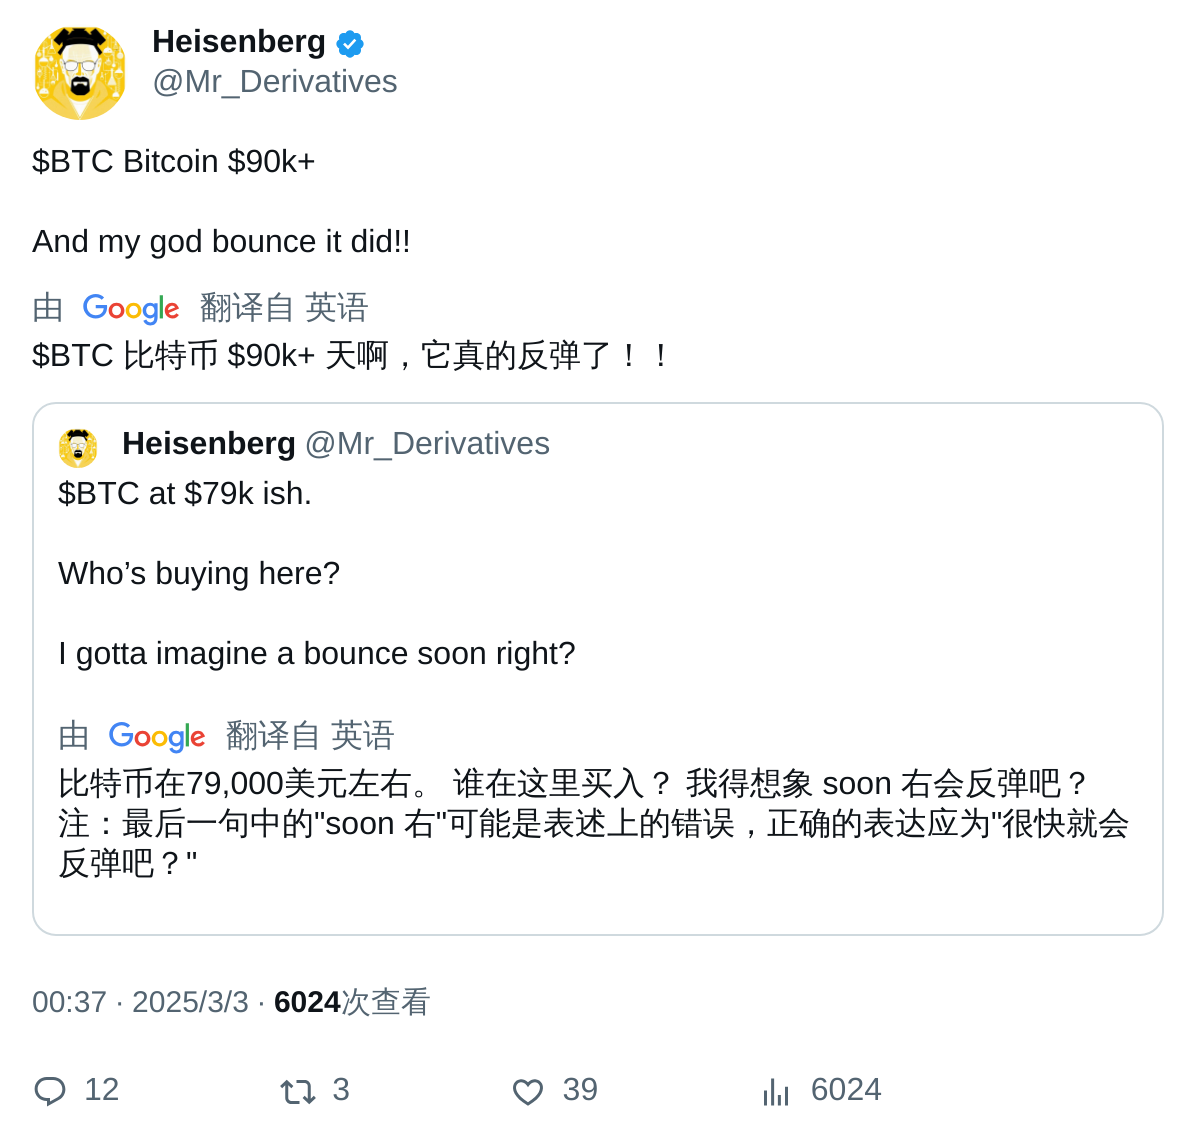 Heisenberg
@Mr_Derivatives
$BTC Bitcoin $90k+
And my god bounce it did!!
由 Google 翻译自 英语
$BTC 比特币 $90k+ 天啊，它真的反弹了！！
Heisenberg @Mr_Derivatives
$BTC at $79k ish.
Who’s buying here?
I gotta imagine a bounce soon right?
由 Google 翻译自 英语
比特币在79,000美元左右。 谁在这里买入？ 我得想象 soon 右会反弹吧？
注：最后一句中的"soon 右"可能是表述上的错误，正确的表达应为"很快就会
反弹吧？"
00:37 · 2025/3/3 · 6024次查看
12 3 39 6024